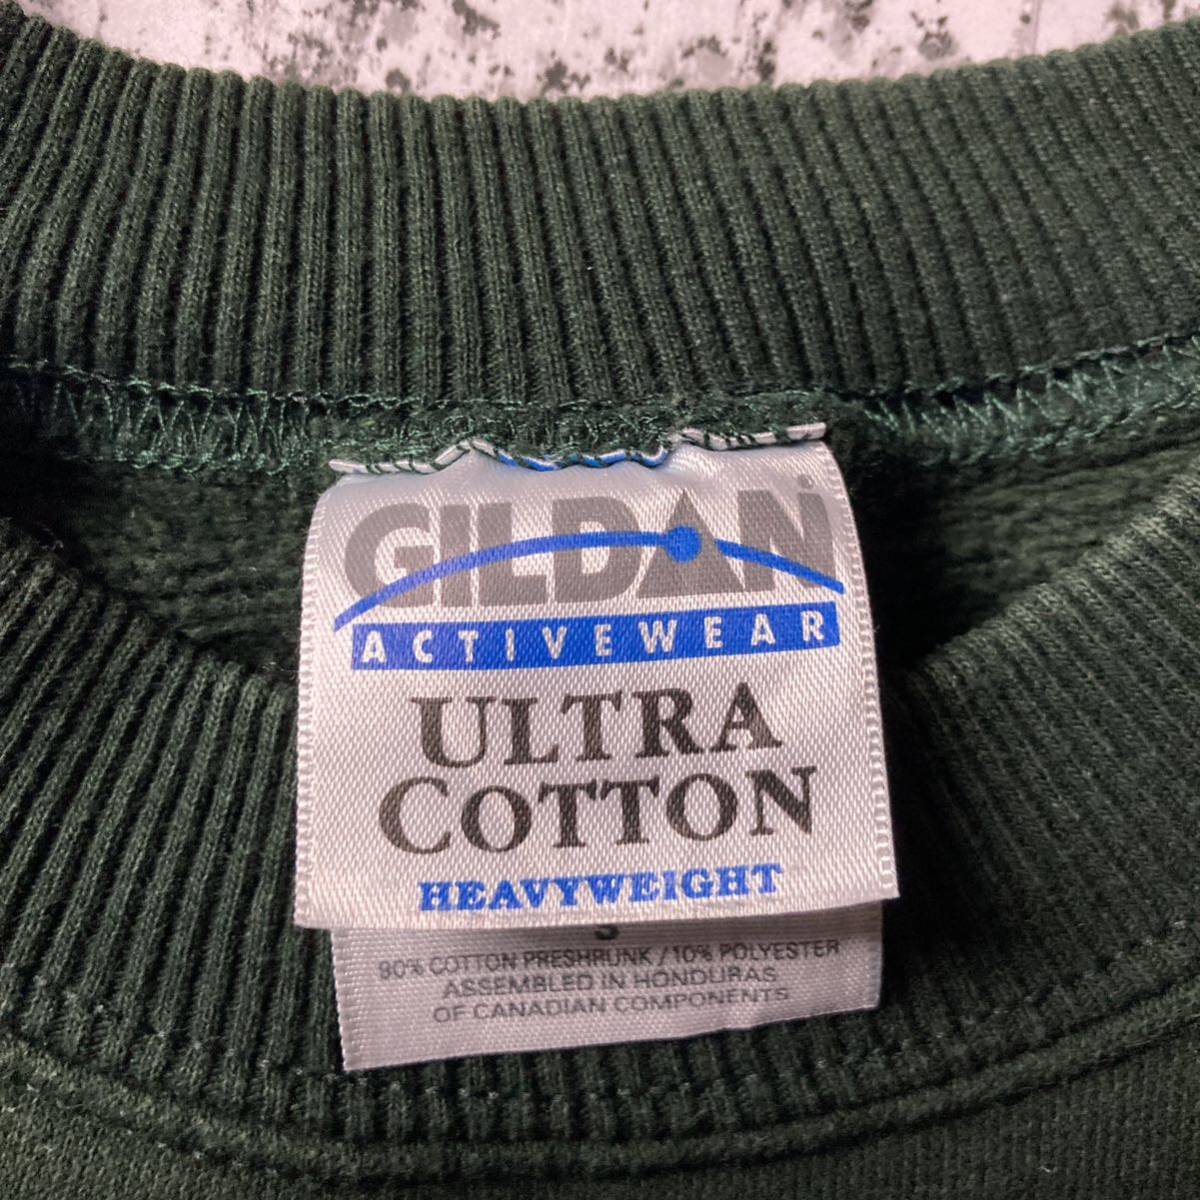 GILDAN
ACTIVEWEAR
ULTRA
COTTON
HEAVYWEIGHT
S
90% COTTON PRESHRUNK / 10% POLYESTER
ASSEMBLED IN HONDURAS
OF CANADIAN COMPONENTS